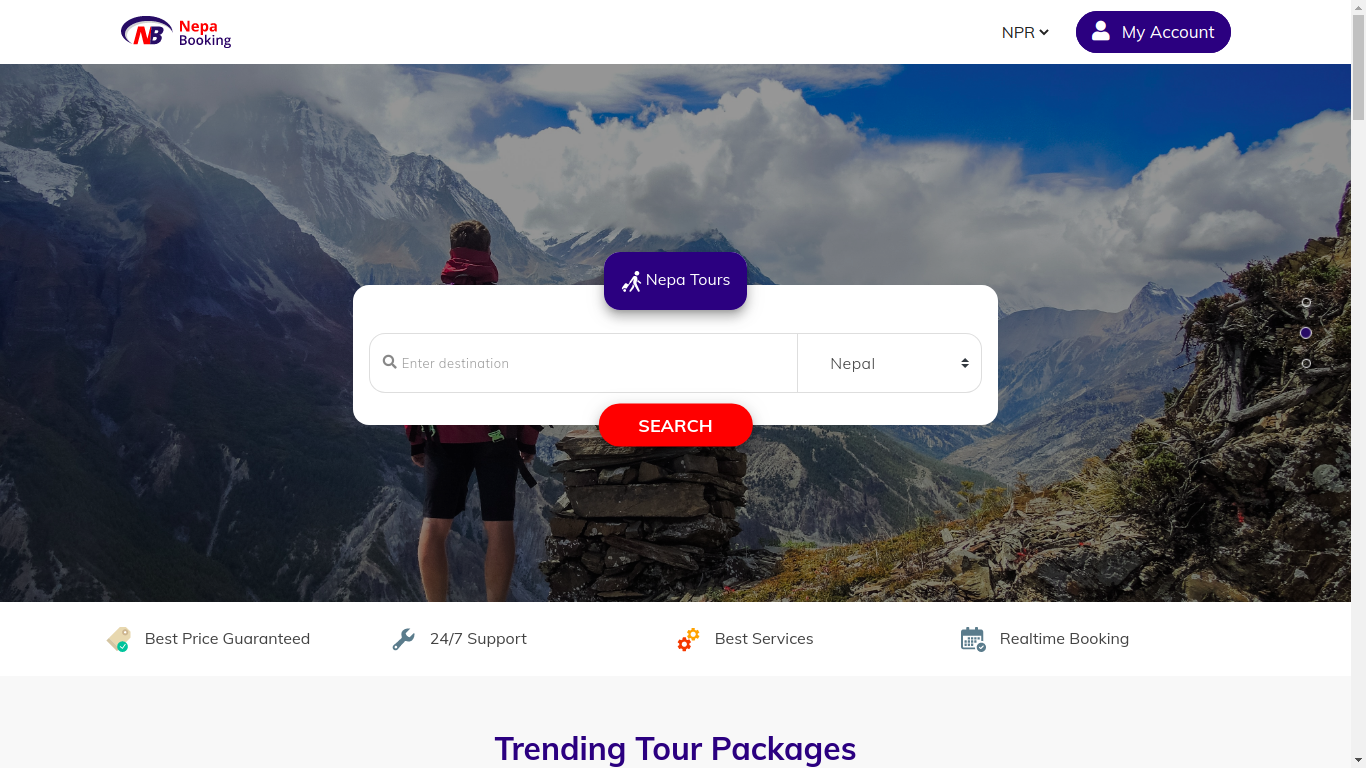 NB Nepa
Booking
NPR
My Account
Nepa Tours
Enter destination
Nepal
SEARCH
Best Price Guaranteed
24/7 Support
Best Services
Realtime Booking
Trending Tour Packages